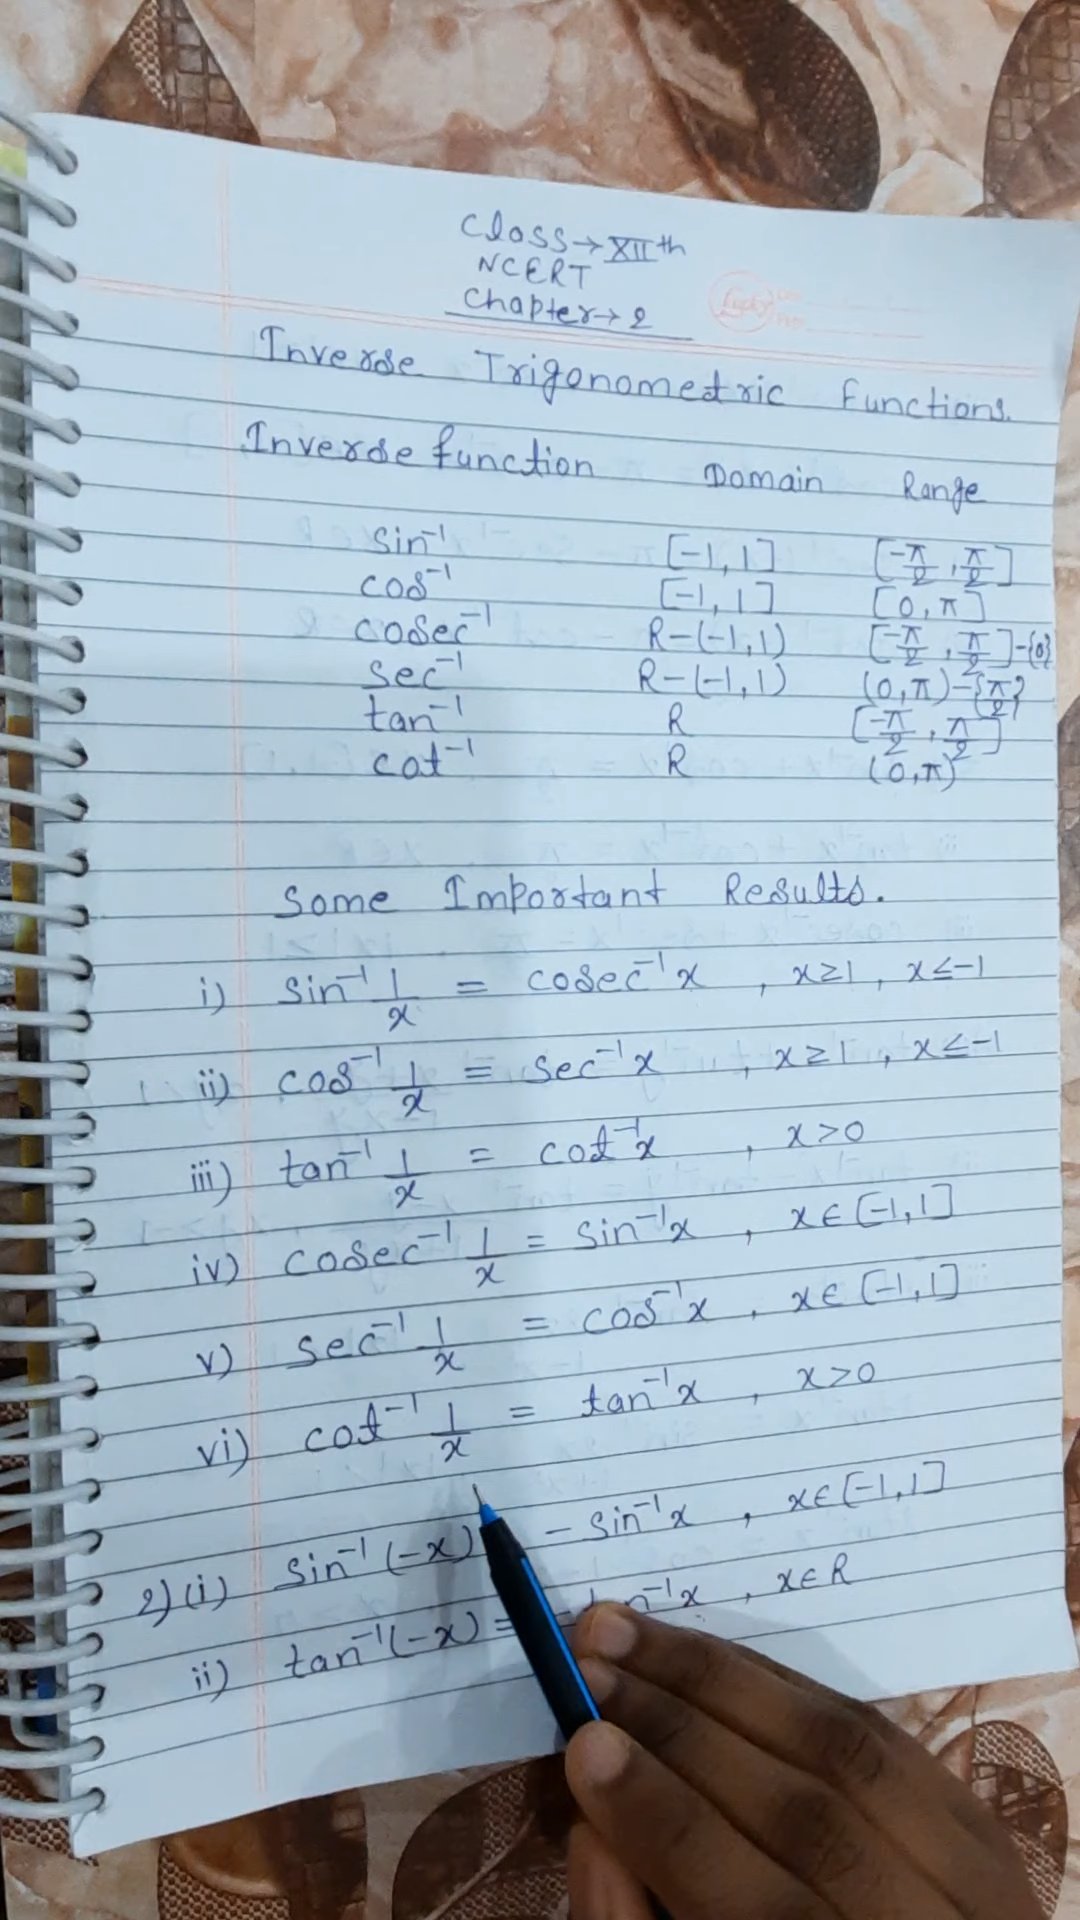 Class→XIIth
NCERT
Chapter→2
Lucky
Inverse Trigonometric Functions.
Inverse function Domain Range
sin⁻¹ [-1,1] [-π/2, π/2]
cos⁻¹ [-1,1] [0,π]
cosec⁻¹ R-(-1,1) [-π/2, π/2]-{0}
sec⁻¹ R-(-1,1) (0,π)-{π/2}
tan⁻¹ R [-π/2, π/2]
cot⁻¹ R (0,π)
Some Important Results.
i) sin⁻¹ 1/x = cosec⁻¹x , x≥1, x≤-1
ii) cos⁻¹ 1/x = sec⁻¹x , x≥1, x≤-1
iii) tan⁻¹ 1/x = cot⁻¹x , x>0
iv) cosec⁻¹ 1/x = sin⁻¹x , x∈[-1,1]
v) sec⁻¹ 1/x = cos⁻¹x , x∈[-1,1]
vi) cot⁻¹ 1/x = tan⁻¹x , x>0
2)(i) sin⁻¹(-x) -sin⁻¹x , x∈[-1,1]
ii) tan⁻¹(-x) = -tan⁻¹x , x∈R